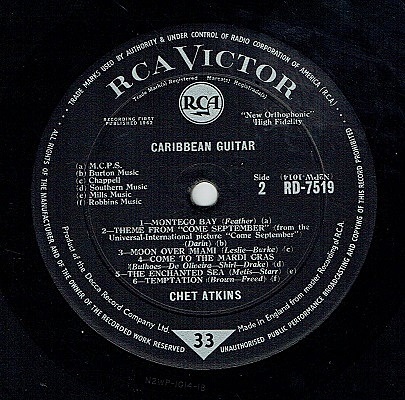 TRADE MARKS USED BY AUTHORITY & UNDER CONTROL OF RADIO CORPORATION OF AMERICA (R.C.A.)
RCA VICTOR
Trade Mark(s) Registered Marca(s) Registrada(s)
RCA
RECORDING FIRST
PUBLISHED 1962
"New Orthophonic"
High Fidelity
CARIBBEAN GUITAR
(a) M.C.P.S.
(b) Burton Music
(c) Chappell
(d) Southern Music
(e) Mills Music
(f) Robbins Music
(NZPW-1014)
Side
2 RD-7519
1—MONTEGO BAY (Feather) (a)
2—THEME FROM "COME SEPTEMBER" (from the
Universal-International picture "Come September"
(Darin) (b)
3—MOON OVER MIAMI (Leslie—Burke) (c)
4—COME TO THE MARDI GRAS
(Bulhoes—De Oliveira—Shirl—Drake) (d)
5—THE ENCHANTED SEA (Metis—Starr) (e)
6—TEMPTATION (Brown—Freed) (f)
CHET ATKINS
Product of the Decca Record Company Ltd.
Made in England from master Recording of RCA
33
ALL RIGHTS OF THE MANUFACTURER AND OF THE OWNER OF THE RECORDED WORK RESERVED
UNAUTHORISED PUBLIC PERFORMANCE BROADCASTING AND COPYING OF THIS RECORD PROHIBITED